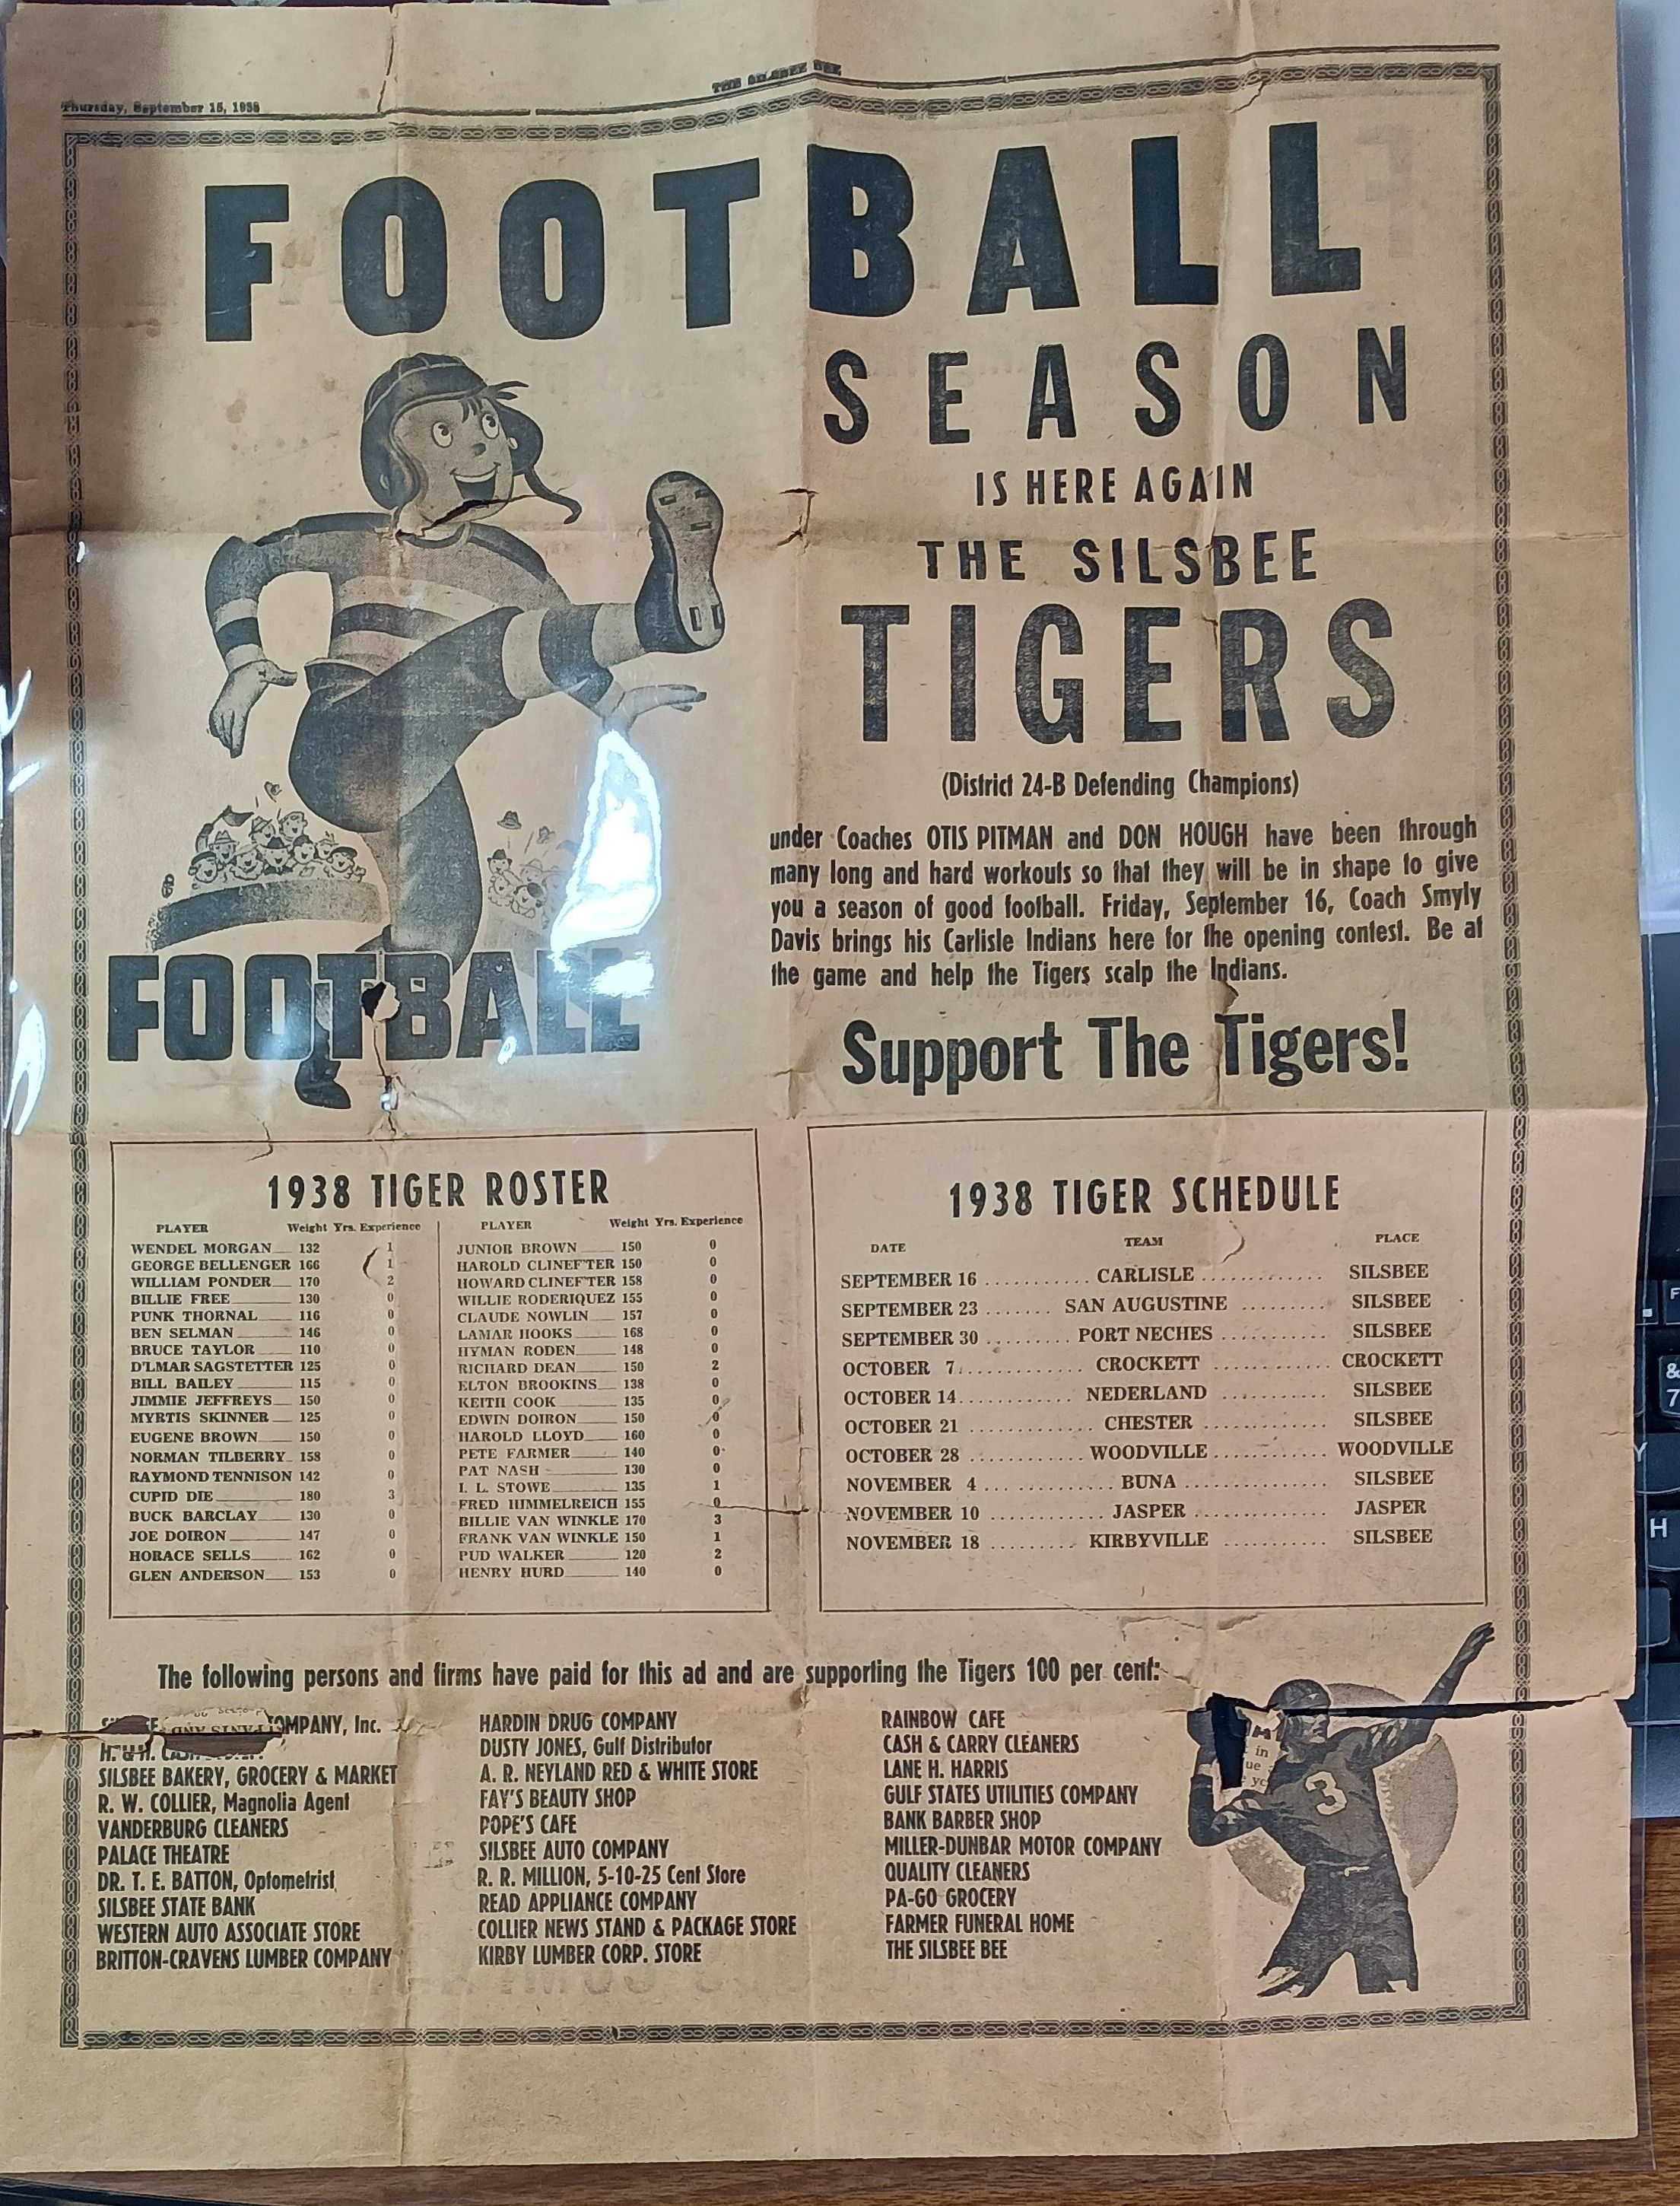 Thursday, September 15, 1938
THE SILSBEE BEE
FOOTBALL
SEASON
IS HERE AGAIN
THE SILSBEE
TIGERS
(District 24-B Defending Champions)
under Coaches OTIS PITMAN and DON HOUGH have been through
many long and hard workouts so that they will be in shape to give
you a season of good football. Friday, September 16, Coach Smyly
Davis brings his Carlisle Indians here for the opening contest. Be at
the game and help the Tigers scalp the Indians.
FOOTBALL
Support The Tigers!
1938 TIGER ROSTER
PLAYER Weight Yrs. Experience
WENDEL MORGAN 132 1
GEORGE BELLENGER 166 1
WILLIAM PONDER 170 2
BILLIE FREE 130 0
PUNK THORNAL 116 0
BEN SELMAN 146 0
BRUCE TAYLOR 110 0
D'LMAR SAGSTETTER 125 0
BILL BAILEY 115 0
JIMMIE JEFFREYS 150 0
MYRTIS SKINNER 125 0
EUGENE BROWN 150 0
NORMAN TILBERRY 158 0
RAYMOND TENNISON 142 0
CUPID DIE 180 3
BUCK BARCLAY 130 0
JOE DOIRON 147 0
HORACE SELLS 162 0
GLEN ANDERSON 153 0
PLAYER Weight Yrs. Experience
JUNIOR BROWN 150 0
HAROLD CLINEFTER 150 0
HOWARD CLINEFTER 158 0
WILLIE RODERIQUEZ 155 0
CLAUDE NOWLIN 157 0
LAMAR HOOKS 168 0
HYMAN RODEN 148 0
RICHARD DEAN 150 2
ELTON BROOKINS 138 0
KEITH COOK 135 0
EDWIN DOIRON 150 0
HAROLD LLOYD 160 0
PETE FARMER 140 0
PAT NASH 130 0
I. L. STOWE 135 1
FRED HIMMELREICH 155 0
BILLIE VAN WINKLE 170 3
FRANK VAN WINKLE 150 1
PUD WALKER 120 2
HENRY HURD 140 0
1938 TIGER SCHEDULE
DATE TEAM PLACE
SEPTEMBER 16 CARLISLE SILSBEE
SEPTEMBER 23 SAN AUGUSTINE SILSBEE
SEPTEMBER 30 PORT NECHES SILSBEE
OCTOBER 7 CROCKETT CROCKETT
OCTOBER 14 NEDERLAND SILSBEE
OCTOBER 21 CHESTER SILSBEE
OCTOBER 28 WOODVILLE WOODVILLE
NOVEMBER 4 BUNA SILSBEE
NOVEMBER 10 JASPER JASPER
NOVEMBER 18 KIRBYVILLE SILSBEE
The following persons and firms have paid for this ad and are supporting the Tigers 100 per cent:
COMPANY, Inc.
H. & H.
SILSBEE BAKERY, GROCERY & MARKET
R. W. COLLIER, Magnolia Agent
VANDERBURG CLEANERS
PALACE THEATRE
DR. T. E. BATTON, Optometrist
SILSBEE STATE BANK
WESTERN AUTO ASSOCIATE STORE
BRITTON-CRAVENS LUMBER COMPANY
HARDIN DRUG COMPANY
DUSTY JONES, Gulf Distributor
A. R. NEYLAND RED & WHITE STORE
FAY'S BEAUTY SHOP
POPE'S CAFE
SILSBEE AUTO COMPANY
R. R. MILLION, 5-10-25 Cent Store
READ APPLIANCE COMPANY
COLLIER NEWS STAND & PACKAGE STORE
KIRBY LUMBER CORP. STORE
RAINBOW CAFE
CASH & CARRY CLEANERS
LANE H. HARRIS
GULF STATES UTILITIES COMPANY
BANK BARBER SHOP
MILLER-DUNBAR MOTOR COMPANY
QUALITY CLEANERS
PA-GO GROCERY
FARMER FUNERAL HOME
THE SILSBEE BEE
3
F
&
7
Y
H